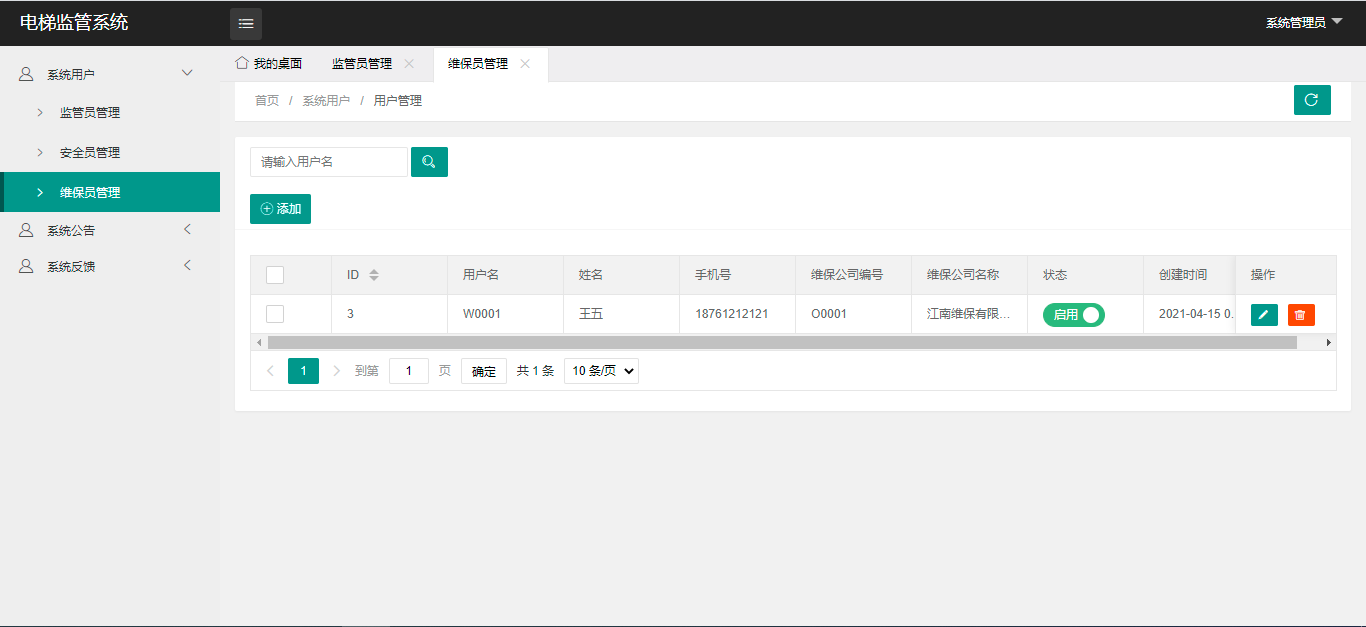 电梯监管系统
系统管理员
系统用户
监管员管理
安全员管理
维保员管理
系统公告
系统反馈
我的桌面 监管员管理 维保员管理
首页 / 系统用户 / 用户管理
请输入用户名
添加
ID 用户名 姓名 手机号 维保公司编号 维保公司名称 状态 创建时间 操作
3 W0001 王五 18761212121 O0001 江南维保有限... 启用 2021-04-15 0.
1 到第 1 页 确定 共 1 条 10 条/页